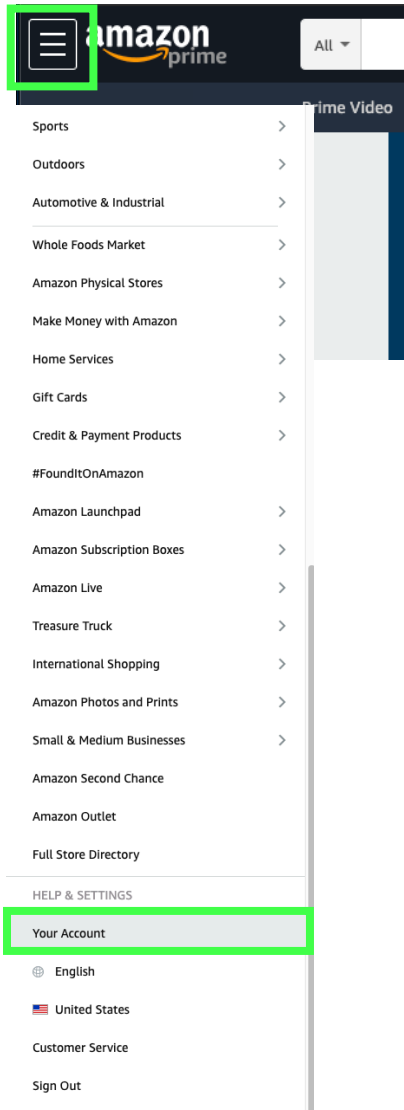 amazon
prime
All
Prime Video
Sports
Outdoors
Automotive & Industrial
Whole Foods Market
Amazon Physical Stores
Make Money with Amazon
Home Services
Gift Cards
Credit & Payment Products
#FoundItOnAmazon
Amazon Launchpad
Amazon Subscription Boxes
Amazon Live
Treasure Truck
International Shopping
Amazon Photos and Prints
Small & Medium Businesses
Amazon Second Chance
Amazon Outlet
Full Store Directory
HELP & SETTINGS
Your Account
English
United States
Customer Service
Sign Out